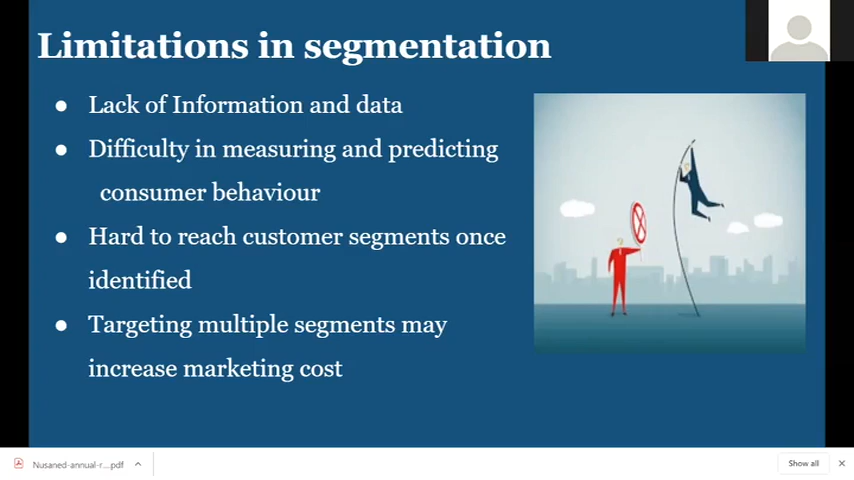 Limitations in segmentation
● Lack of Information and data
● Difficulty in measuring and predicting
consumer behaviour
● Hard to reach customer segments once
identified
● Targeting multiple segments may
increase marketing cost
Nusaned-annual-r....pdf
Show all